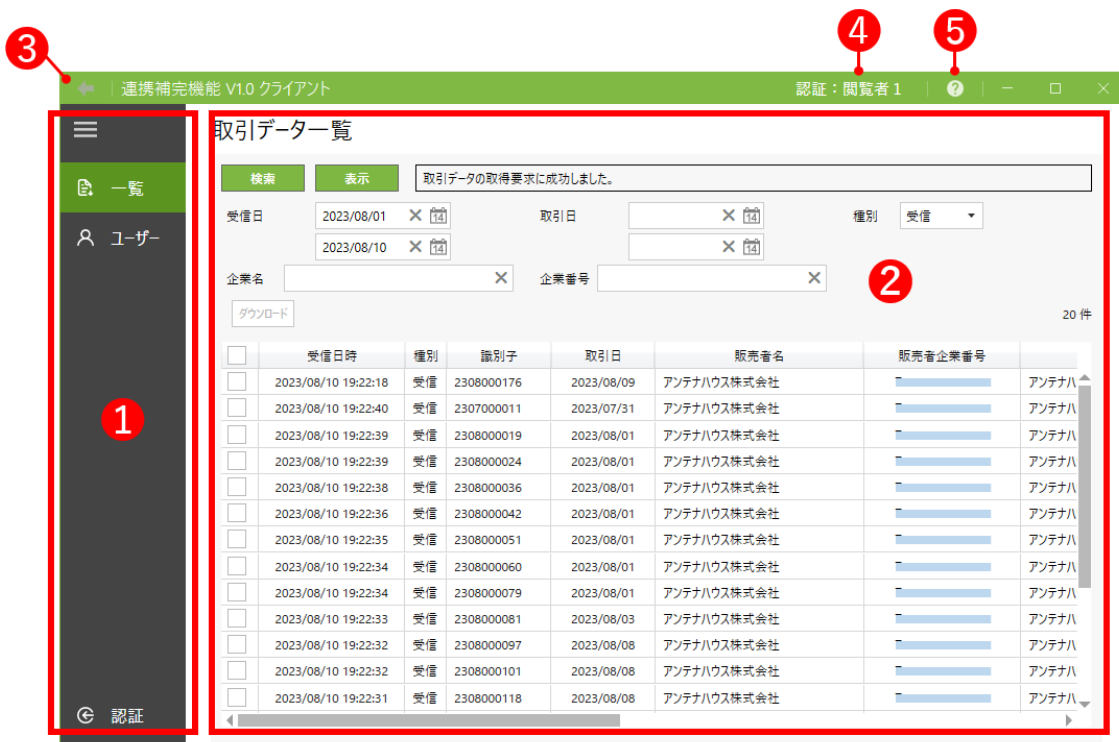 4 5
3
連携補完機能 V1.0 クライアント 認証：閲覧者 1 ?
取引データ一覧
検索 表示 取引データの取得要求に成功しました。
一覧
受信日 2023/08/01 14 取引日 14 種別 受信
ユーザー
2023/08/10 14 14
企業名 企業番号
2
ダウンロード 20 件
受信日時 種別 識別子 取引日 販売者名 販売者企業番号
2023/08/10 19:22:18 受信 2308000176 2023/08/09 アンテナハウス株式会社 アンテナハ
2023/08/10 19:22:40 受信 2307000011 2023/07/31 アンテナハウス株式会社 アンテナハ
1
2023/08/10 19:22:39 受信 2308000019 2023/08/01 アンテナハウス株式会社 アンテナハ
2023/08/10 19:22:39 受信 2308000024 2023/08/01 アンテナハウス株式会社 アンテナハ
2023/08/10 19:22:38 受信 2308000036 2023/08/01 アンテナハウス株式会社 アンテナハ
2023/08/10 19:22:36 受信 2308000042 2023/08/01 アンテナハウス株式会社 アンテナハ
2023/08/10 19:22:35 受信 2308000051 2023/08/01 アンテナハウス株式会社 アンテナハ
2023/08/10 19:22:34 受信 2308000060 2023/08/01 アンテナハウス株式会社 アンテナハ
2023/08/10 19:22:34 受信 2308000079 2023/08/01 アンテナハウス株式会社 アンテナハ
2023/08/10 19:22:33 受信 2308000081 2023/08/03 アンテナハウス株式会社 アンテナハ
2023/08/10 19:22:32 受信 2308000097 2023/08/08 アンテナハウス株式会社 アンテナハ
2023/08/10 19:22:32 受信 2308000101 2023/08/08 アンテナハウス株式会社 アンテナハ
2023/08/10 19:22:31 受信 2308000118 2023/08/08 アンテナハウス株式会社 アンテナハ
認証